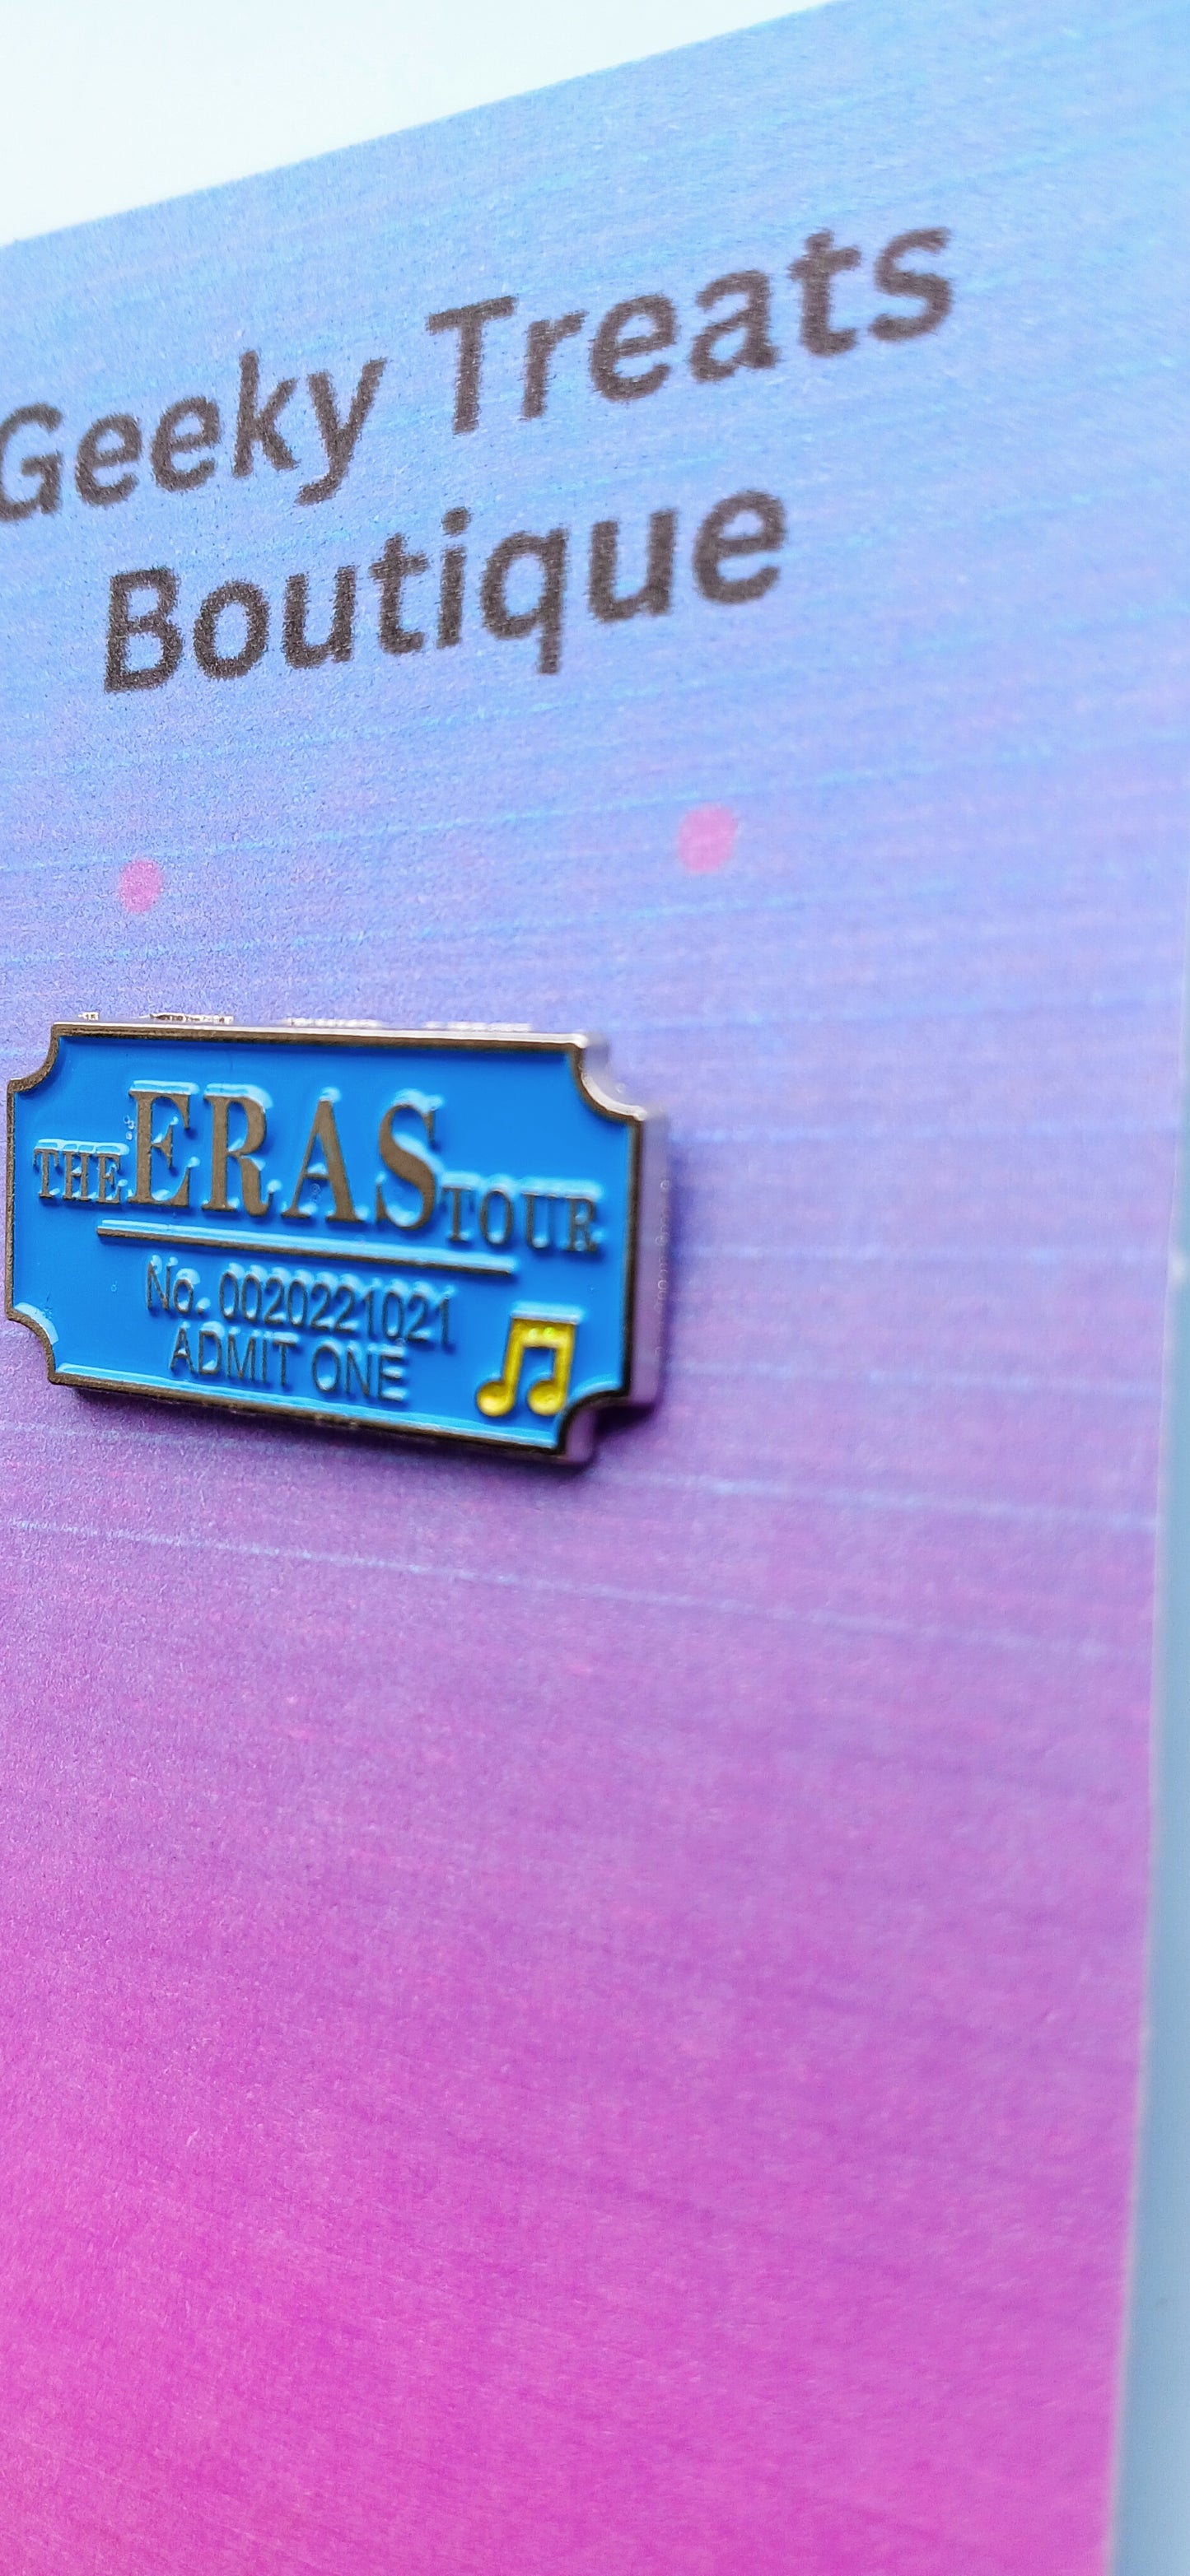 Geeky Treats
Boutique
THE ERAS TOUR
No. 0020221021
ADMIT ONE